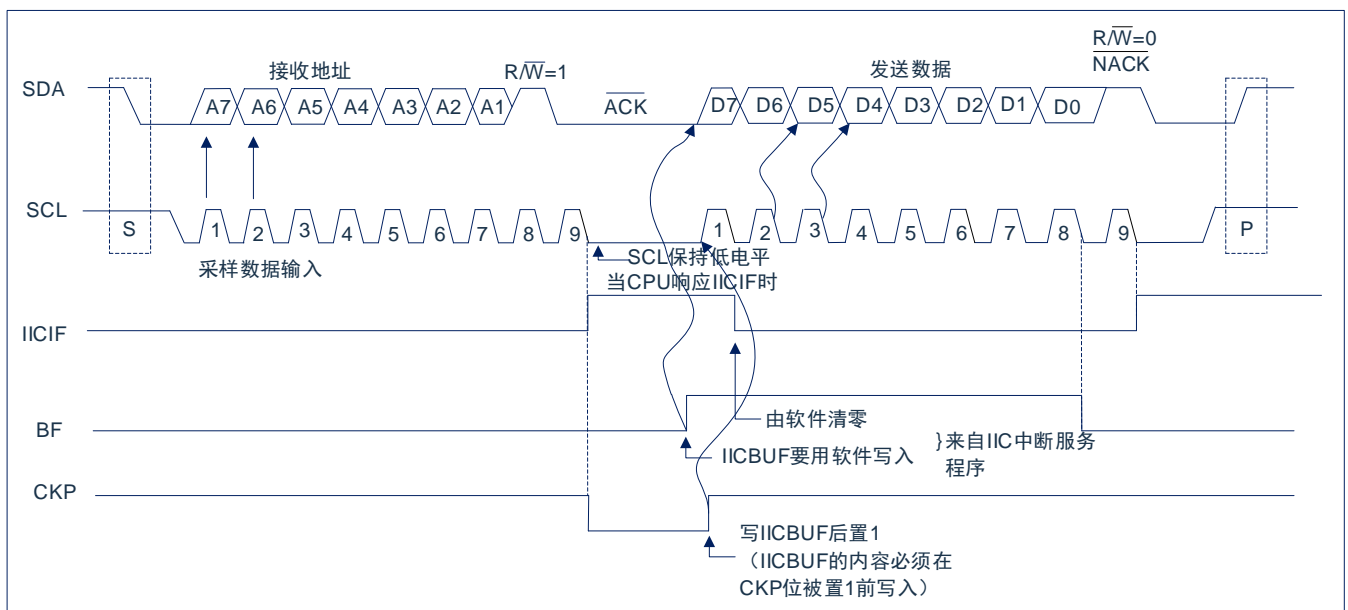 R/W=0
NACK
接收地址 R/W=1 发送数据
SDA A7 A6 A5 A4 A3 A2 A1 ACK D7 D6 D5 D4 D3 D2 D1 D0
SCL S 1 2 3 4 5 6 7 8 9 1 2 3 4 5 6 7 8 9 P
采样数据输入
SCL保持低电平
当CPU响应IICIF时
IICIF
由软件清零
BF
IICBUF要用软件写入
}来自IIC中断服务
程序
CKP
写IICBUF后置1
（IICBUF的内容必须在
CKP位被置1前写入）